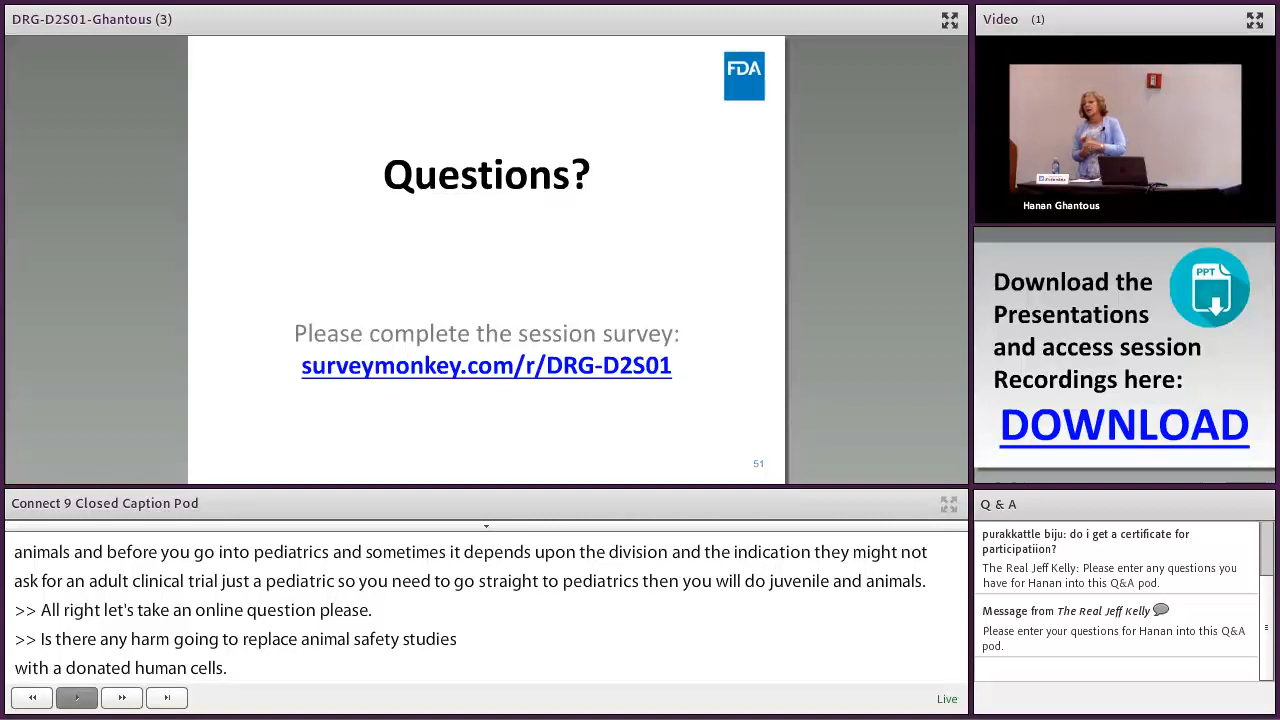 DRG-D2S01-Ghantous (3)
FDA
Questions?
Please complete the session survey:
surveymonkey.com/r/DRG-D2S01
51
Video (1)
Hanan Ghantous
PPT
Download the
Presentations
and access session
Recordings here:
DOWNLOAD
Connect 9 Closed Caption Pod
animals and before you go into pediatrics and sometimes it depends upon the division and the indication they might not
ask for an adult clinical trial just a pediatric so you need to go straight to pediatrics then you will do juvenile and animals.
>> All right let's take an online question please.
>> Is there any harm going to replace animal safety studies
with a donated human cells.
Live
Q & A
purakkattle biju: do i get a certificate for
participatiion?
The Real Jeff Kelly: Please enter any questions you
have for Hanan into this Q&A pod.
Message from The Real Jeff Kelly
Please enter your questions for Hanan into this Q&A
pod.